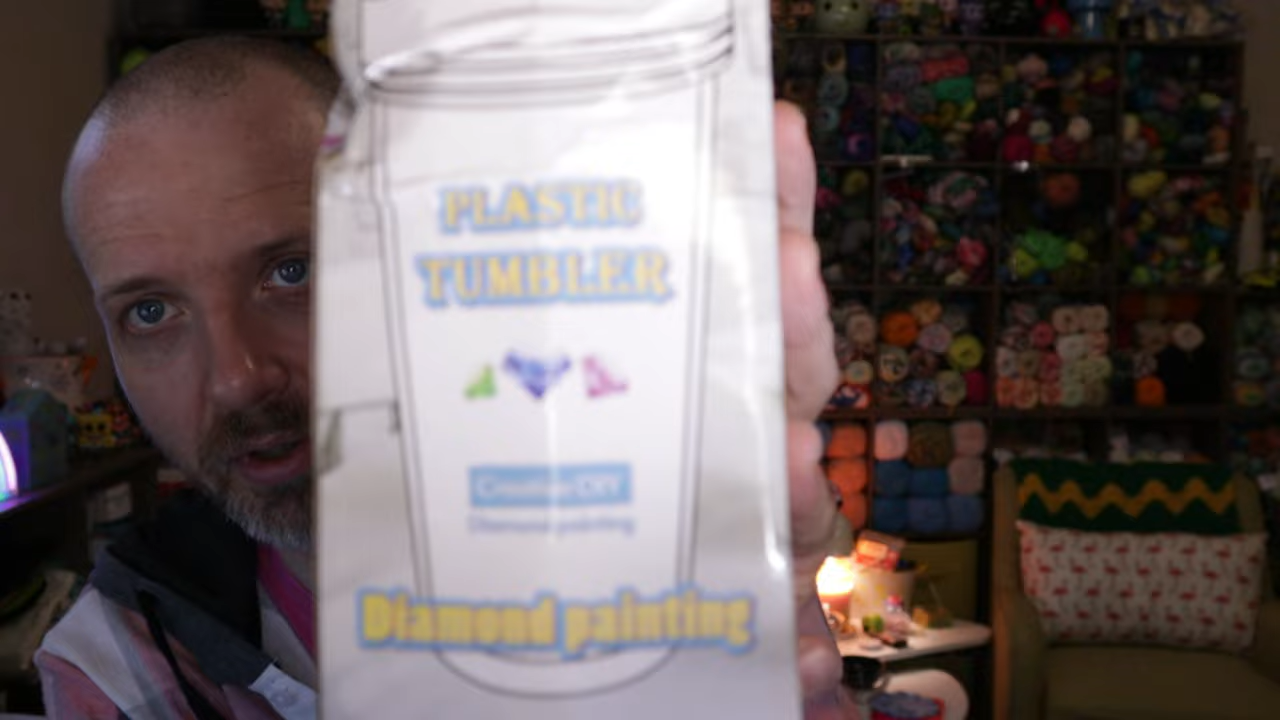 PLASTIC
TUMBLER
Creative DIY
Diamond painting
Diamond painting